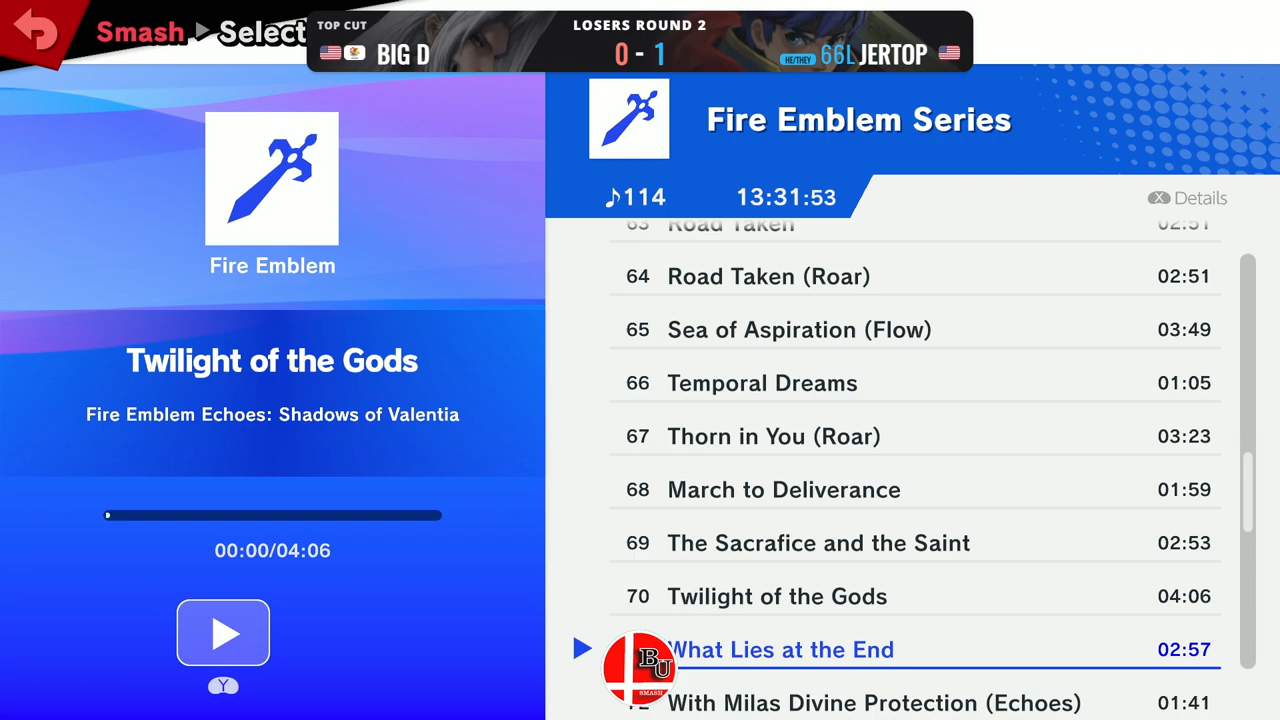 Smash ▶ Select
TOP CUT
BIG D
LOSERS ROUND 2
0 - 1
HE/THEY
66L JERTOP
Fire Emblem
Twilight of the Gods
Fire Emblem Echoes: Shadows of Valentia
00:00/04:06
Y
Fire Emblem Series
♪114 13:31:53
X Details
63 Road Taken 02:51
64 Road Taken (Roar) 02:51
65 Sea of Aspiration (Flow) 03:49
66 Temporal Dreams 01:05
67 Thorn in You (Roar) 03:23
68 March to Deliverance 01:59
69 The Sacrafice and the Saint 02:53
70 Twilight of the Gods 04:06
What Lies at the End 02:57
With Milas Divine Protection (Echoes) 01:41
BU
SMASH